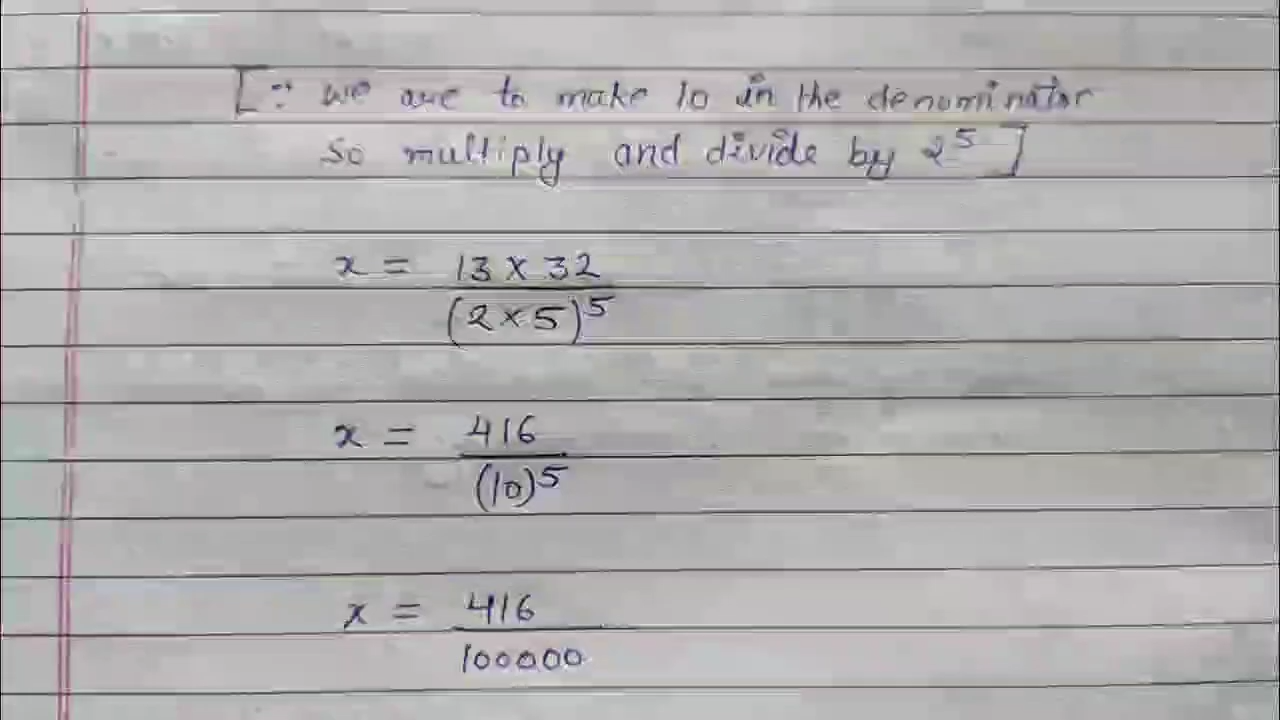 [∵ we are to make 10 in the denominator
so multiply and divide by 2⁵]
x = 13 × 32
(2 × 5)⁵
x = 416
(10)⁵
x = 416
100000